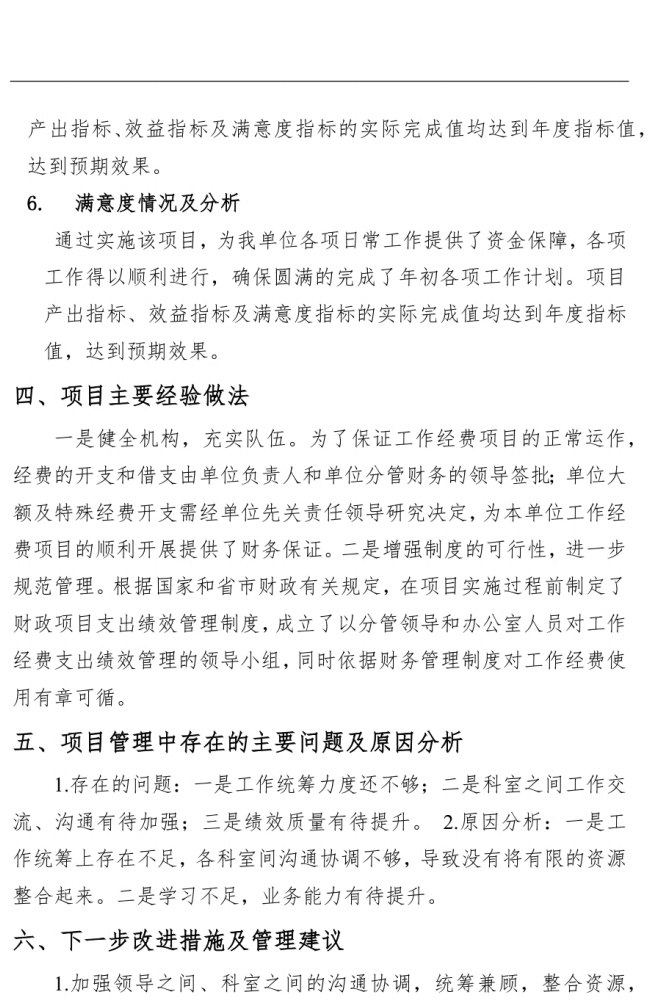 产出指标、效益指标及满意度指标的实际完成值均达到年度指标值，
达到预期效果。
6. 满意度情况及分析
通过实施该项目，为我单位各项日常工作提供了资金保障，各项
工作得以顺利进行，确保圆满的完成了年初各项工作计划。项目
产出指标、效益指标及满意度指标的实际完成值均达到年度指标
值，达到预期效果。
四、项目主要经验做法
一是健全机构，充实队伍。为了保证工作经费项目的正常运作，
经费的开支和借支由单位负责人和单位分管财务的领导签批；单位大
额及特殊经费开支需经单位先关责任领导研究决定，为本单位工作经
费项目的顺利开展提供了财务保证。二是增强制度的可行性，进一步
规范管理。根据国家和省市财政有关规定，在项目实施过程前制定了
财政项目支出绩效管理制度，成立了以分管领导和办公室人员对工作
经费支出绩效管理的领导小组，同时依据财务管理制度对工作经费使
用有章可循。
五、项目管理中存在的主要问题及原因分析
1.存在的问题：一是工作统筹力度还不够；二是科室之间工作交
流、沟通有待加强；三是绩效质量有待提升。 2.原因分析：一是工
作统筹上存在不足，各科室间沟通协调不够，导致没有将有限的资源
整合起来。二是学习不足，业务能力有待提升。
六、下一步改进措施及管理建议
1.加强领导之间、科室之间的沟通协调，统筹兼顾，整合资源，